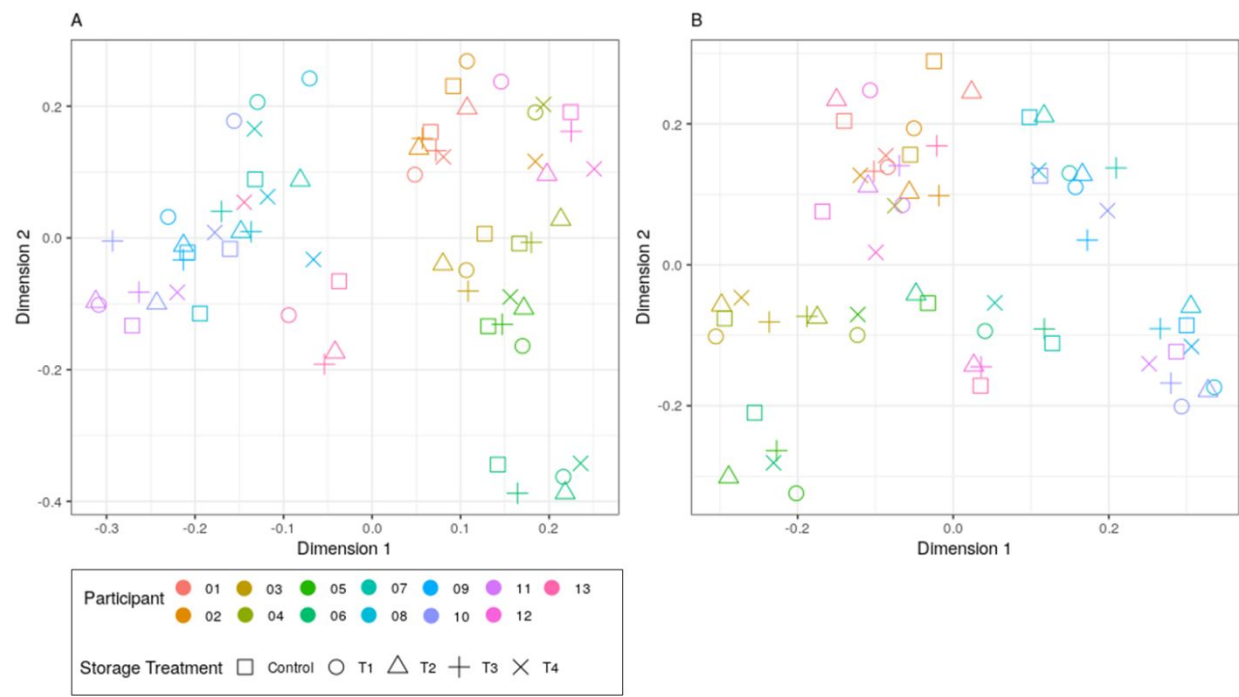 A
B
0.2
0.0
-0.2
-0.4
Dimension 2
-0.3
-0.2
-0.1
0.0
0.1
0.2
Dimension 1
0.2
0.0
-0.2
Dimension 2
-0.2
0.0
0.2
Dimension 1
Participant
01 03 05 07 09 11 13
02 04 06 08 10 12
Storage Treatment Control T1 T2 T3 T4